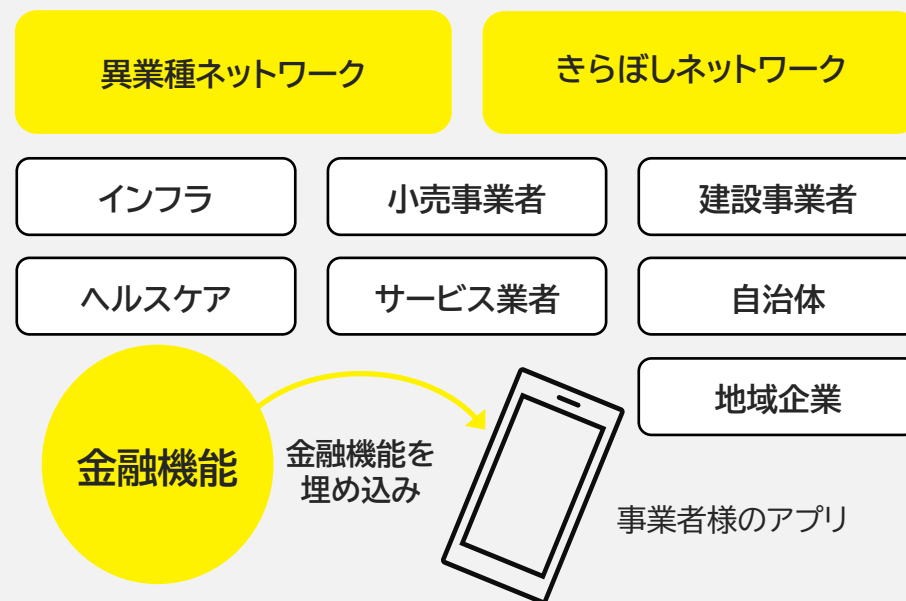 異業種ネットワーク
きらぼしネットワーク
インフラ
小売事業者
建設事業者
ヘルスケア
サービス業者
自治体
地域企業
金融機能
金融機能を
埋め込み
事業者様のアプリ